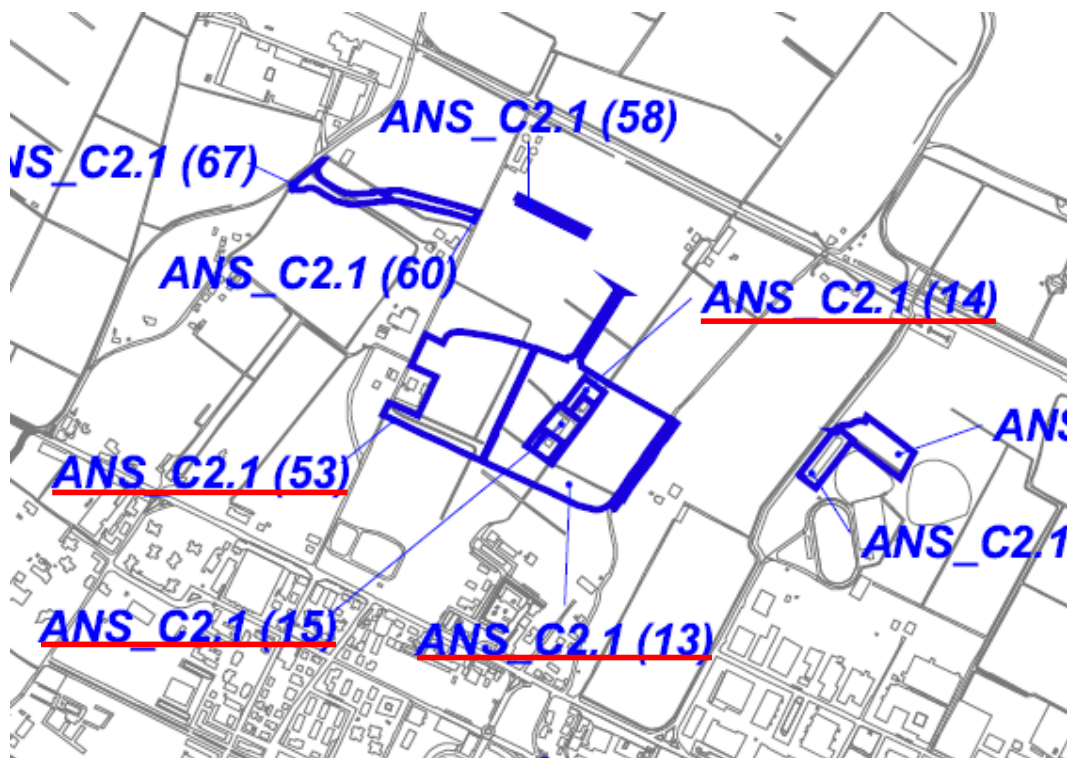 ANS_C2.1 (58)
NS_C2.1 (67)
ANS_C2.1 (60)
ANS_C2.1 (14)
ANS
ANS_C2.1 (53)
ANS_C2.1
ANS_C2.1 (15)
ANS_C2.1 (13)